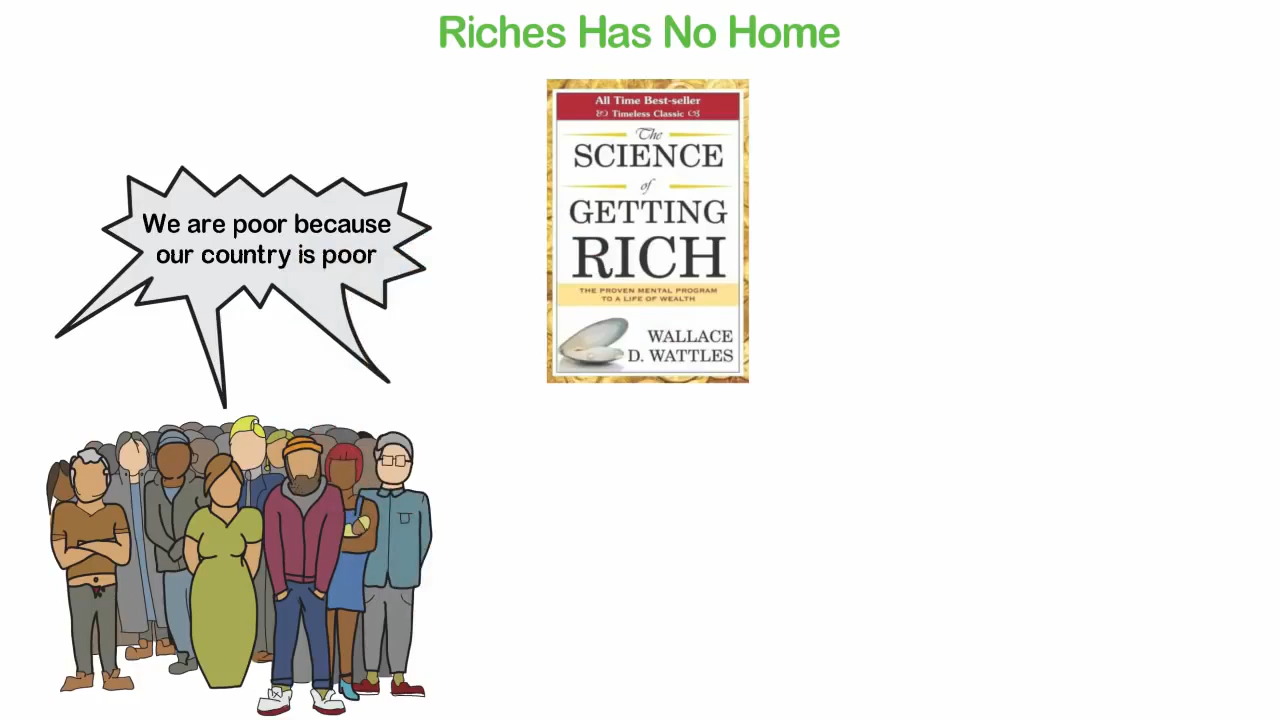 Riches Has No Home
We are poor because
our country is poor
All Time Best-seller
Timeless Classic
The
SCIENCE
of
GETTING
RICH
THE PROVEN MENTAL PROGRAM
TO A LIFE OF WEALTH
WALLACE
D. WATTLES